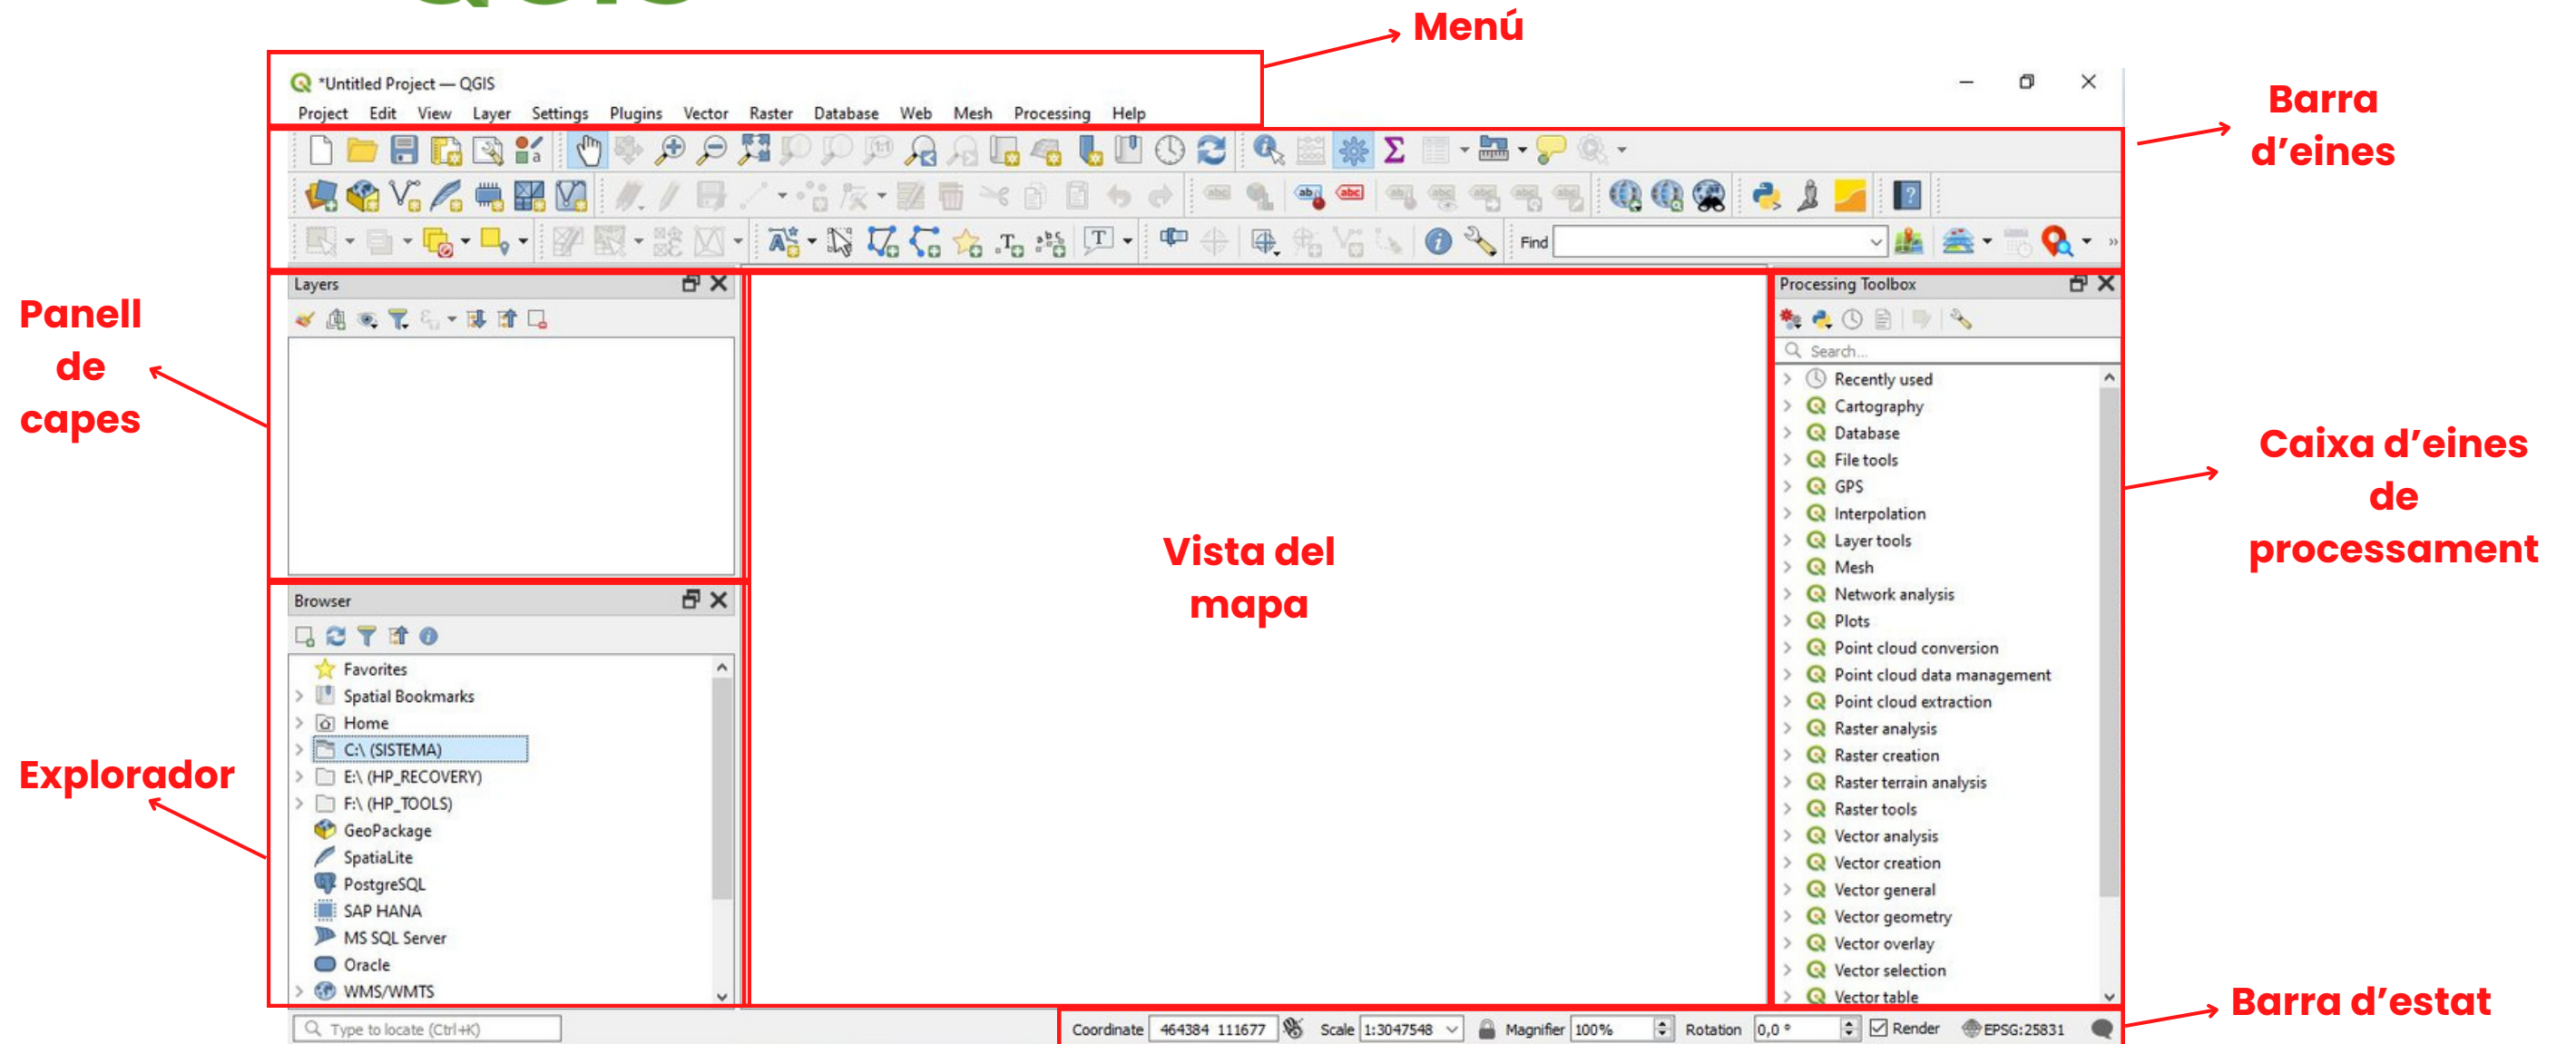 Menú
*Untitled Project — QGIS
Project Edit View Layer Settings Plugins Vector Raster Database Web Mesh Processing Help
Barra
d’eines
Find
Layers
Panell
de
capes
Processing Toolbox
Search...
Recently used
Cartography
Database
File tools
GPS
Interpolation
Layer tools
Mesh
Network analysis
Plots
Point cloud conversion
Point cloud data management
Point cloud extraction
Raster analysis
Raster creation
Raster terrain analysis
Raster tools
Vector analysis
Vector creation
Vector general
Vector geometry
Vector overlay
Vector selection
Vector table
Caixa d’eines
de
processament
Vista del
mapa
Browser
Favorites
Spatial Bookmarks
Home
C:\ (SISTEMA)
E:\ (HP_RECOVERY)
F:\ (HP_TOOLS)
GeoPackage
SpatiaLite
PostgreSQL
SAP HANA
MS SQL Server
Oracle
WMS/WMTS
Explorador
Type to locate (Ctrl+K)
Coordinate 464384 111677 Scale 1:3047548 Magnifier 100% Rotation 0,0 ° Render EPSG:25831
Barra d’estat